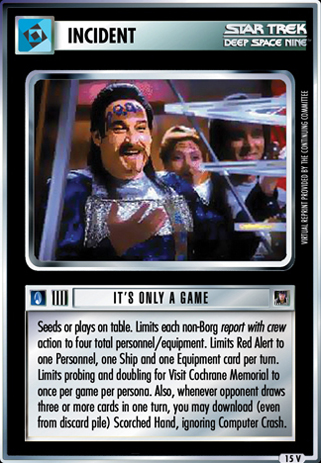 INCIDENT
STAR TREK
DEEP SPACE NINE
VIRTUAL REPRINT PROVIDED BY THE CONTINUING COMMITTEE
IT'S ONLY A GAME
Seeds or plays on table. Limits each non-Borg report with crew
action to four total personnel/equipment. Limits Red Alert to
one Personnel, one Ship and one Equipment card per turn.
Limits probing and doubling for Visit Cochrane Memorial to
once per game per persona. Also, whenever opponent draws
three or more cards in one turn, you may download (even
from discard pile) Scorched Hand, ignoring Computer Crash.
15 V